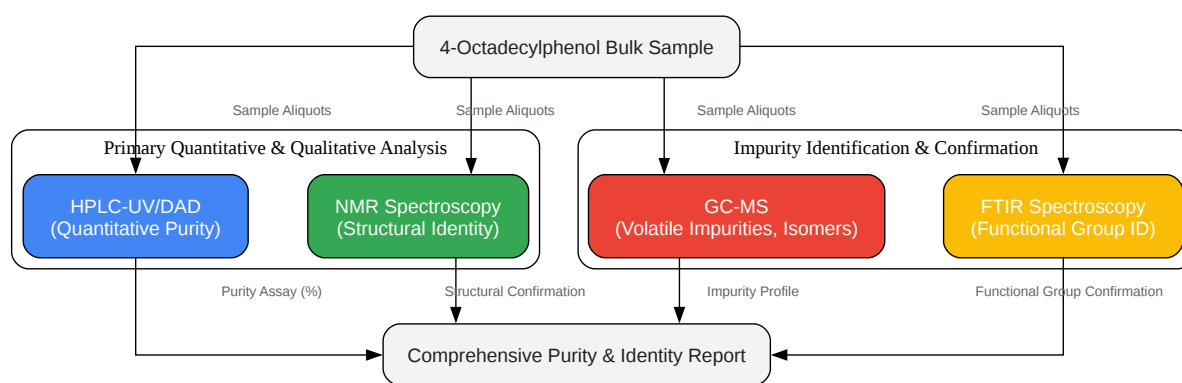 4-Octadecylphenol Bulk Sample
Sample Aliquots
Sample Aliquots
Sample Aliquots
Sample Aliquots
Primary Quantitative & Qualitative Analysis
Impurity Identification & Confirmation
HPLC-UV/DAD
(Quantitative Purity)
NMR Spectroscopy
(Structural Identity)
GC-MS
(Volatile Impurities, Isomers)
FTIR Spectroscopy
(Functional Group ID)
Purity Assay (%)
Structural Confirmation
Impurity Profile
Functional Group Confirmation
Comprehensive Purity & Identity Report